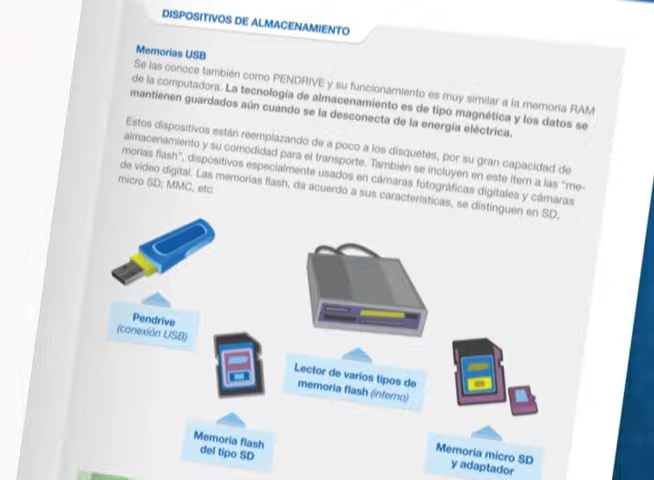 DISPOSITIVOS DE ALMACENAMIENTO
Memorias USB
Se las conoce también como PENDRIVE y su funcionamiento es muy similar a la memoria RAM
de la computadora. La tecnología de almacenamiento es de tipo magnética y los datos se
mantienen guardados aún cuando se la desconecta de la energía eléctrica.
Estos dispositivos están reemplazando de a poco a los disquetes, por su gran capacidad de
almacenamiento y su comodidad para el transporte. También se incluyen en este item a las "me-
morias flash", dispositivos especialmente usados en cámaras fotográficas digitales y cámaras
de video digital. Las memorias flash, da acuerdo a sus características, se distinguen en SD,
micro SD; MMC, etc.
Pendrive
(conexión USB)
Lector de varios tipos de
memoria flash (interno)
Memoria flash
del tipo SD
Memoria micro SD
y adaptador